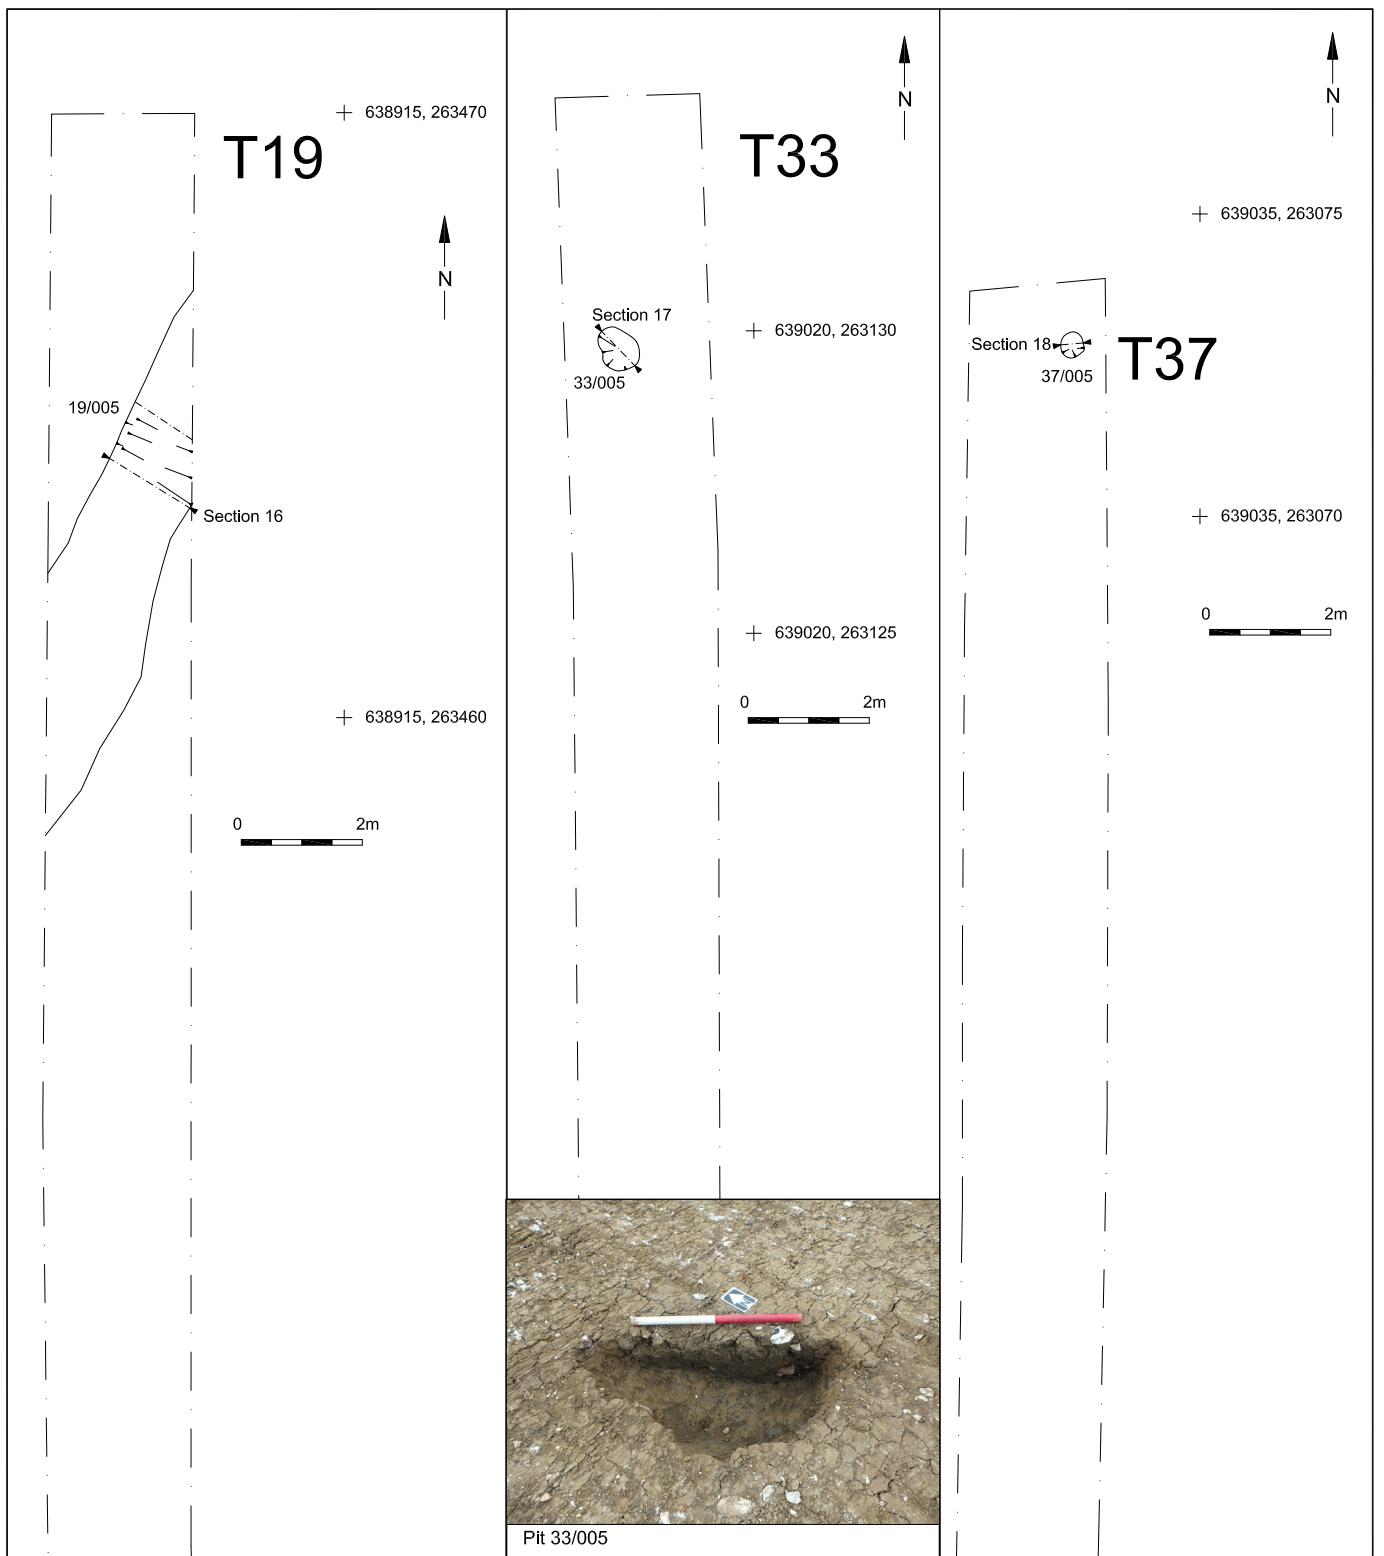 638915, 263470
T19
N
19/005
Section 16
638915, 263460
0 2m
N
T33
Section 17
639020, 263130
33/005
639020, 263125
0 2m
N
Pit 33/005
N
639035, 263075
Section 18
T37
37/005
639035, 263070
0 2m